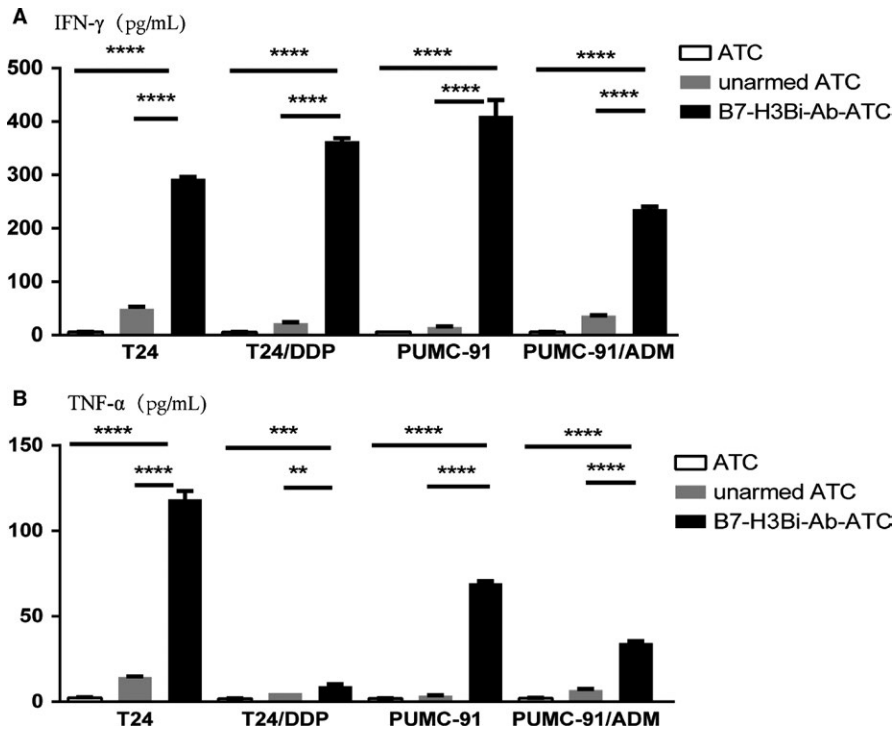 A IFN-γ (pg/mL)
**** **** **** ****
**** **** **** ****
ATC
unarmed ATC
B7-H3Bi-Ab-ATC
500
400
300
200
100
0
T24 T24/DDP PUMC-91 PUMC-91/ADM
B TNF-α (pg/mL)
**** *** **** ****
**** ** **** ****
ATC
unarmed ATC
B7-H3Bi-Ab-ATC
150
100
50
0
T24 T24/DDP PUMC-91 PUMC-91/ADM